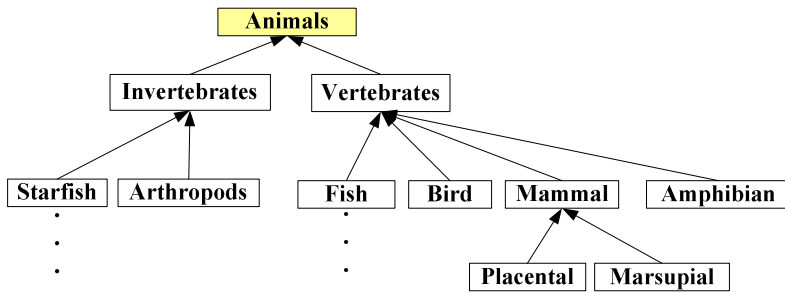 Animals
Invertebrates
Vertebrates
Starfish
Arthropods
Fish
Bird
Mammal
Amphibian
Placental
Marsupial